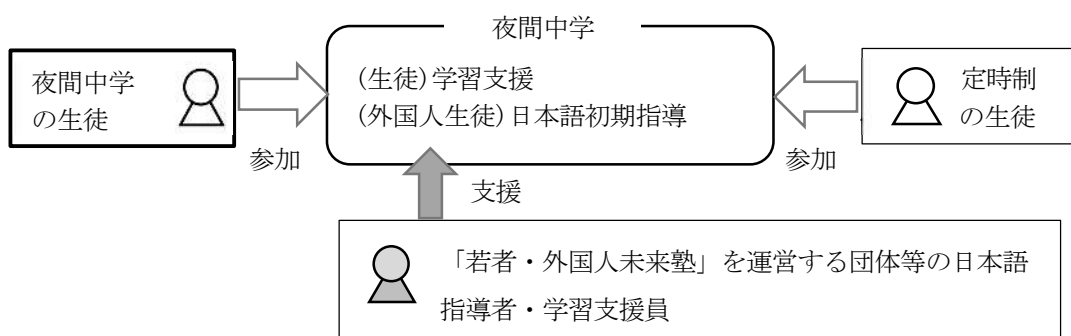 夜間中学
夜間中学
の生徒
(生徒)学習支援
(外国人生徒)日本語初期指導
定時制
の生徒
参加
参加
支援
「若者・外国人未来塾」を運営する団体等の日本語
指導者・学習支援員